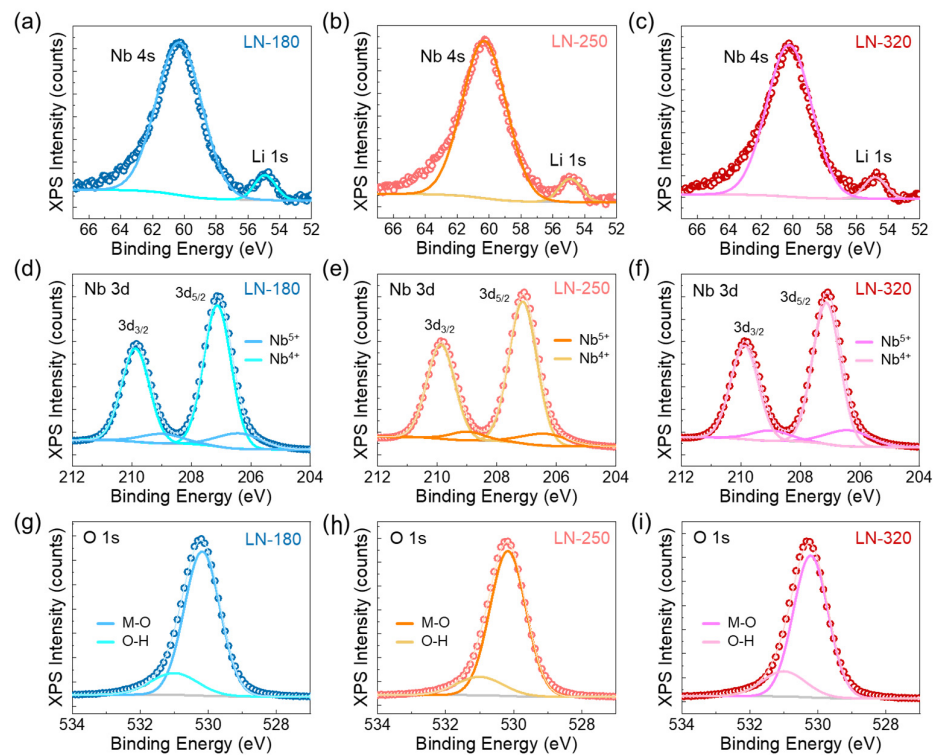 (a)
LN-180
Nb 4s
Li 1s
XPS Intensity (counts)
66 64 62 60 58 56 54 52
Binding Energy (eV)
(b)
LN-250
Nb 4s
Li 1s
XPS Intensity (counts)
66 64 62 60 58 56 54 52
Binding Energy (eV)
(c)
LN-320
Nb 4s
Li 1s
XPS Intensity (counts)
66 64 62 60 58 56 54 52
Binding Energy (eV)
(d)
Nb 3d
LN-180
3d5/2
3d3/2
Nb5+
Nb4+
XPS Intensity (counts)
212 210 208 206 204
Binding Energy (eV)
(e)
Nb 3d
LN-250
3d5/2
3d3/2
Nb5+
Nb4+
XPS Intensity (counts)
212 210 208 206 204
Binding Energy (eV)
(f)
Nb 3d
LN-320
3d5/2
3d3/2
Nb5+
Nb4+
XPS Intensity (counts)
212 210 208 206 204
Binding Energy (eV)
(g)
O 1s
LN-180
M-O
O-H
XPS Intensity (counts)
534 532 530 528
Binding Energy (eV)
(h)
O 1s
LN-250
M-O
O-H
XPS Intensity (counts)
534 532 530 528
Binding Energy (eV)
(i)
O 1s
LN-320
M-O
O-H
XPS Intensity (counts)
534 532 530 528
Binding Energy (eV)